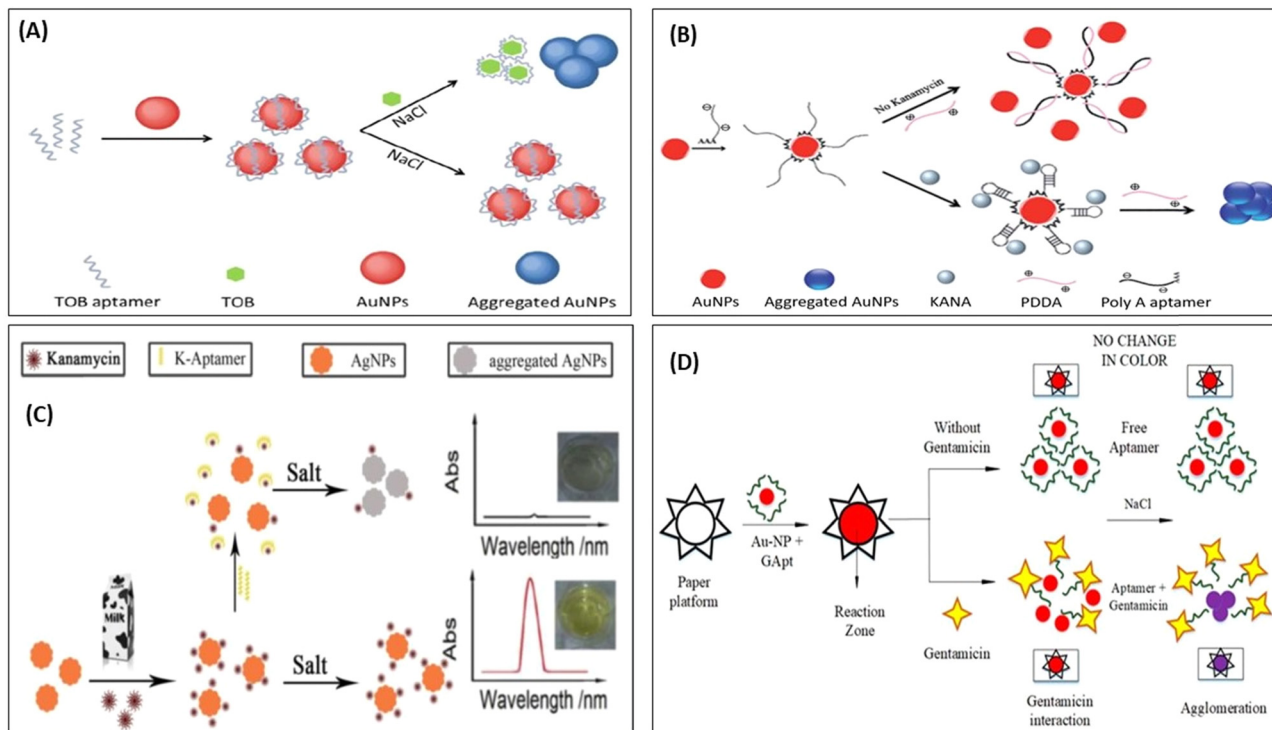 (A)
NaCl
NaCl
TOB aptamer
TOB
AuNPs
Aggregated AuNPs
(B)
AAA
No Kanamycin
AuNPs
Aggregated AuNPs
KANA
PDDA
Poly A aptamer
Kanamycin
K-Aptamer
AgNPs
aggregated AgNPs
(C)
Salt
Abs
Wavelength /nm
Milk
Salt
Abs
Wavelength /nm
(D)
NO CHANGE
IN COLOR
Without
Gentamicin
Free
Aptamer
Au-NP +
GApt
NaCl
Paper
platform
Reaction
Zone
Gentamicin
Aptamer +
Gentamicin
Gentamicin
interaction
Agglomeration